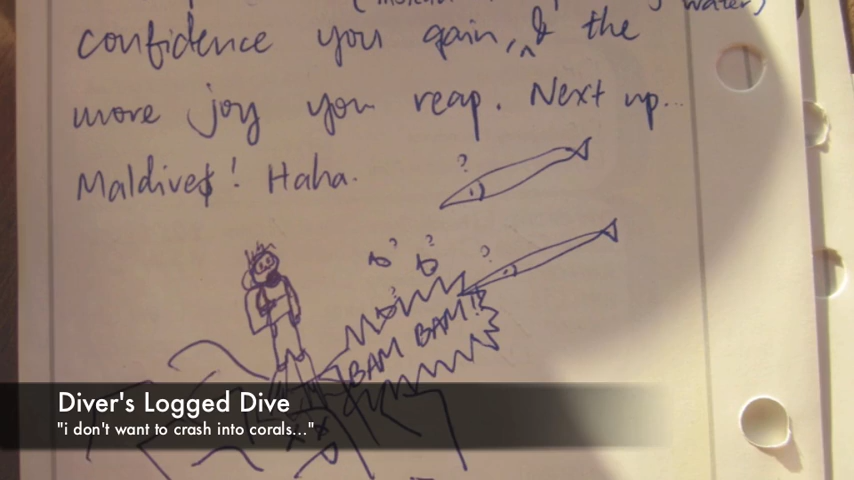 water)
confidence you gain, & the
more joy you reap. Next up...
Maldives! Haha.
?
? ? ?
BAM BAM!!
Diver's Logged Dive
"i don't want to crash into corals..."